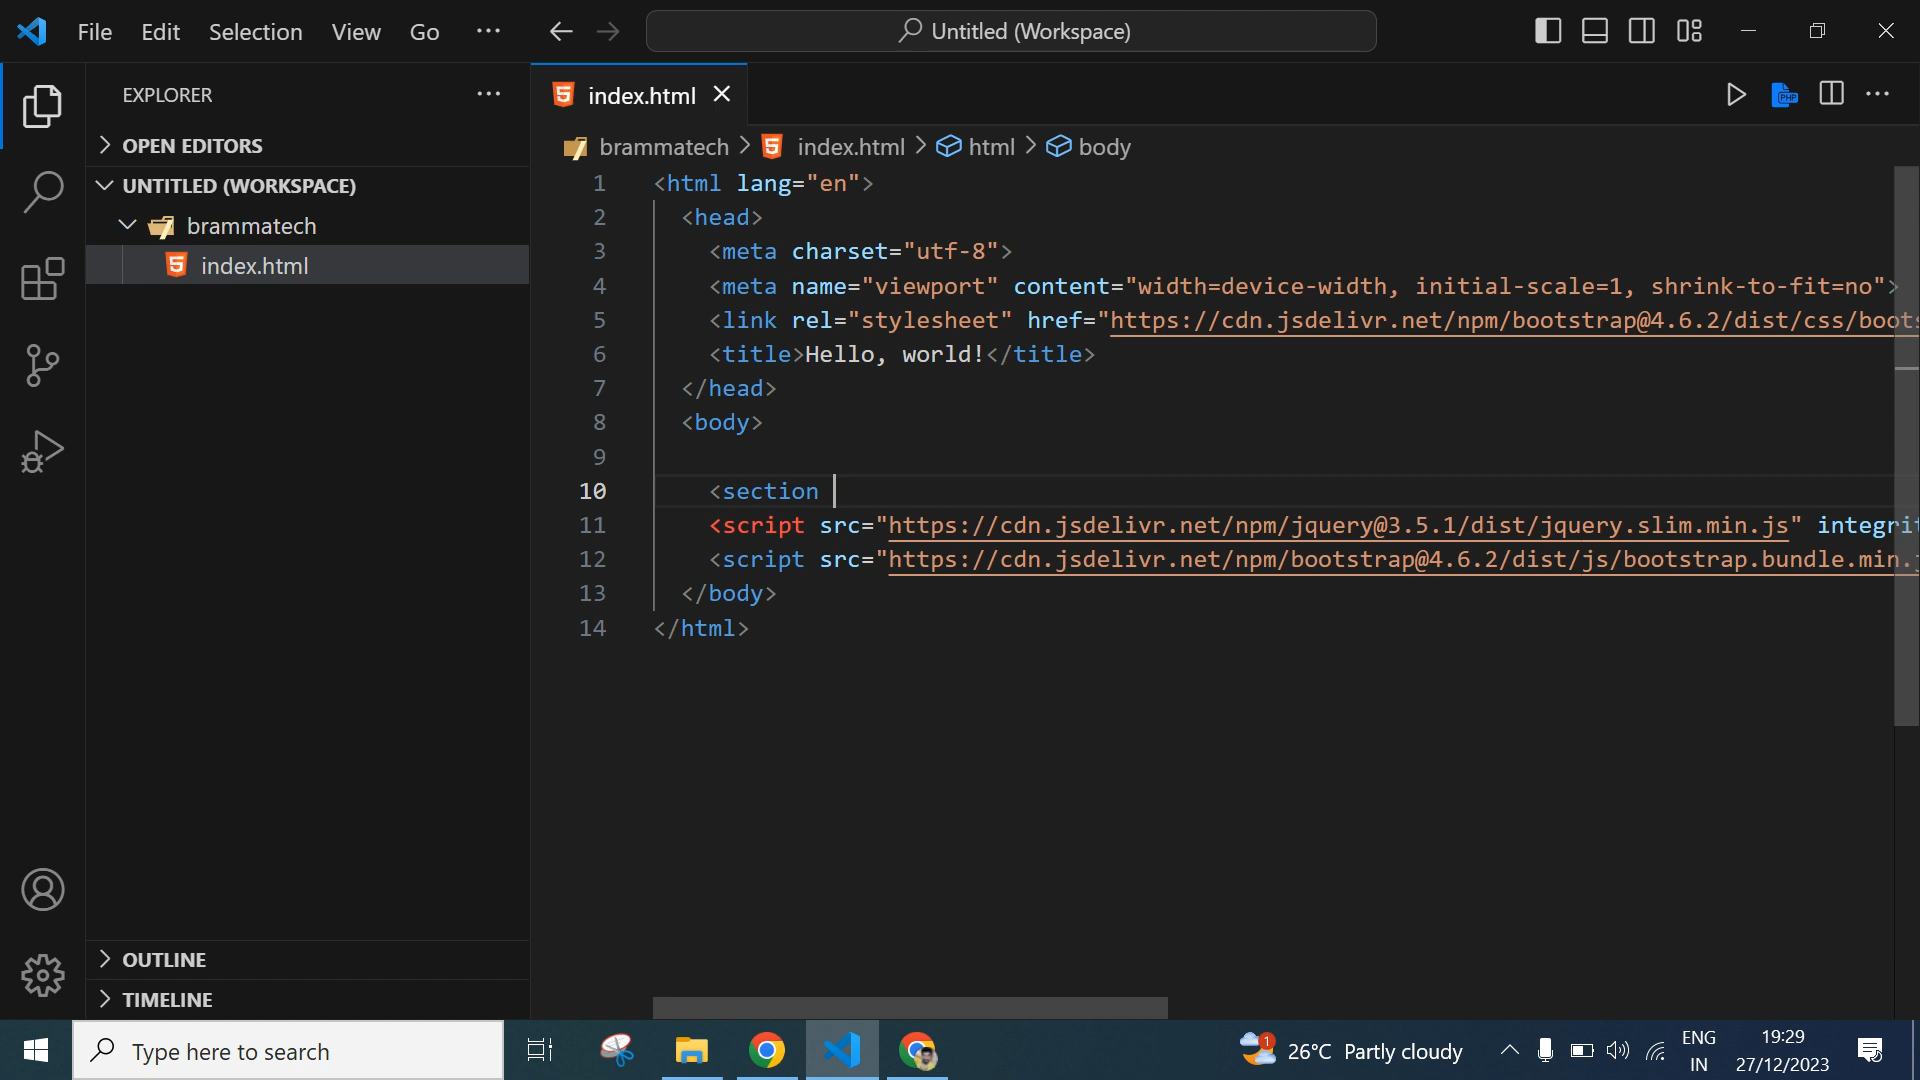 File Edit Selection View Go ··· Untitled (Workspace)
EXPLORER ···
index.html
OPEN EDITORS
UNTITLED (WORKSPACE)
brammatech
index.html
brammatech > index.html > html > body
1 <html lang="en">
2 <head>
3 <meta charset="utf-8">
4 <meta name="viewport" content="width=device-width, initial-scale=1, shrink-to-fit=no">
5 <link rel="stylesheet" href="https://cdn.jsdelivr.net/npm/bootstrap@4.6.2/dist/css/boots
6 <title>Hello, world!</title>
7 </head>
8 <body>
9
10 <section
11 <script src="https://cdn.jsdelivr.net/npm/jquery@3.5.1/dist/jquery.slim.min.js" integrit
12 <script src="https://cdn.jsdelivr.net/npm/bootstrap@4.6.2/dist/js/bootstrap.bundle.min.j
13 </body>
14 </html>
OUTLINE
TIMELINE
Type here to search
1
26°C Partly cloudy
ENG
IN
19:29
27/12/2023